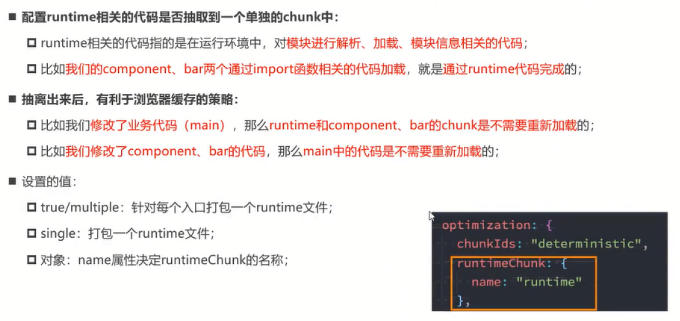 ■ 配置runtime相关的代码是否抽取到一个单独的chunk中：
❑ runtime相关的代码指的是在运行环境中，对模块进行解析、加载、模块信息相关的代码；
❑ 比如我们的component、bar两个通过import函数相关的代码加载，就是通过runtime代码完成的；
■ 抽离出来后，有利于浏览器缓存的策略：
❑ 比如我们修改了业务代码（main），那么runtime和component、bar的chunk是不需要重新加载的；
❑ 比如我们修改了component、bar的代码，那么main中的代码是不需要重新加载的；
■ 设置的值：
❑ true/multiple：针对每个入口打包一个runtime文件；
❑ single：打包一个runtime文件；
❑ 对象：name属性决定runtimeChunk的名称；
optimization: {
chunkIds: "deterministic",
runtimeChunk: {
name: "runtime"
},